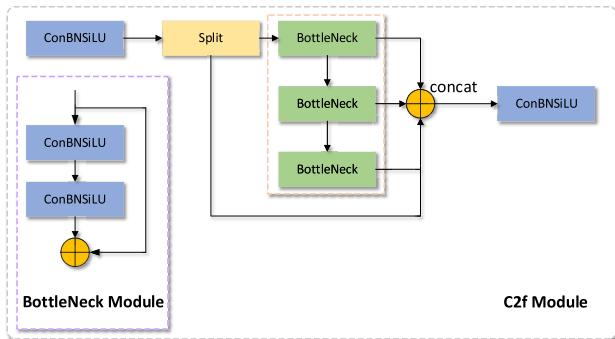 ConBNSiLU
Split
BottleNeck
BottleNeck
BottleNeck
concat
ConBNSiLU
ConBNSiLU
ConBNSiLU
BottleNeck Module
C2f Module